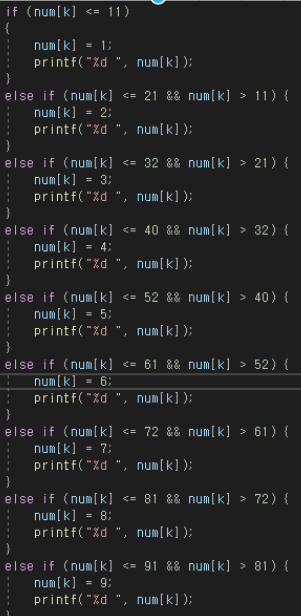 if (num[k] <= 11)
{
num[k] = 1;
printf("%d ", num[k]);
}
else if (num[k] <= 21 && num[k] > 11) {
num[k] = 2;
printf("%d ", num[k]);
}
else if (num[k] <= 32 && num[k] > 21) {
num[k] = 3;
printf("%d ", num[k]);
}
else if (num[k] <= 40 && num[k] > 32) {
num[k] = 4;
printf("%d ", num[k]);
}
else if (num[k] <= 52 && num[k] > 40) {
num[k] = 5;
printf("%d ", num[k]);
}
else if (num[k] <= 61 && num[k] > 52) {
num[k] = 6;
printf("%d ", num[k]);
}
else if (num[k] <= 72 && num[k] > 61) {
num[k] = 7;
printf("%d ", num[k]);
}
else if (num[k] <= 81 && num[k] > 72) {
num[k] = 8;
printf("%d ", num[k]);
}
else if (num[k] <= 91 && num[k] > 81) {
num[k] = 9;
printf("%d ", num[k]);
}